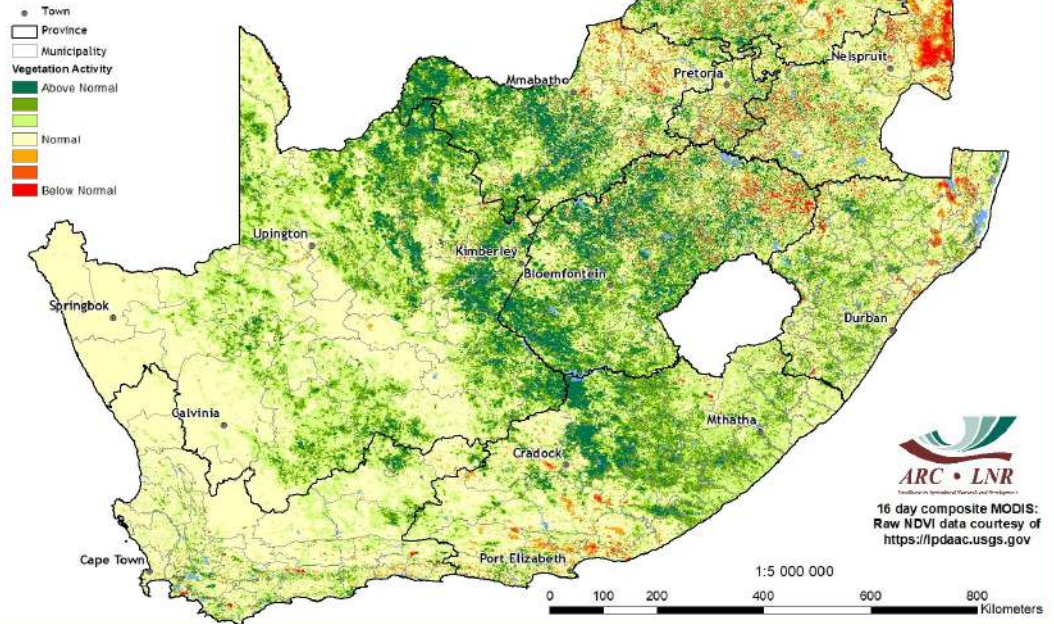 Town
Province
Municipality
Vegetation Activity
Above Normal
Normal
Below Normal
Mmabatho
Pretoria
Nelspruit
Upington
Kimberley
Bloemfontein
Springbok
Durban
Calvinia
Mthatha
Cradock
Cape Town
Port Elizabeth
ARC • LNR
16 day composite MODIS:
Raw NDVI data courtesy of
https://lpdaac.usgs.gov
1:5 000 000
0 100 200 400 600 800
Kilometers